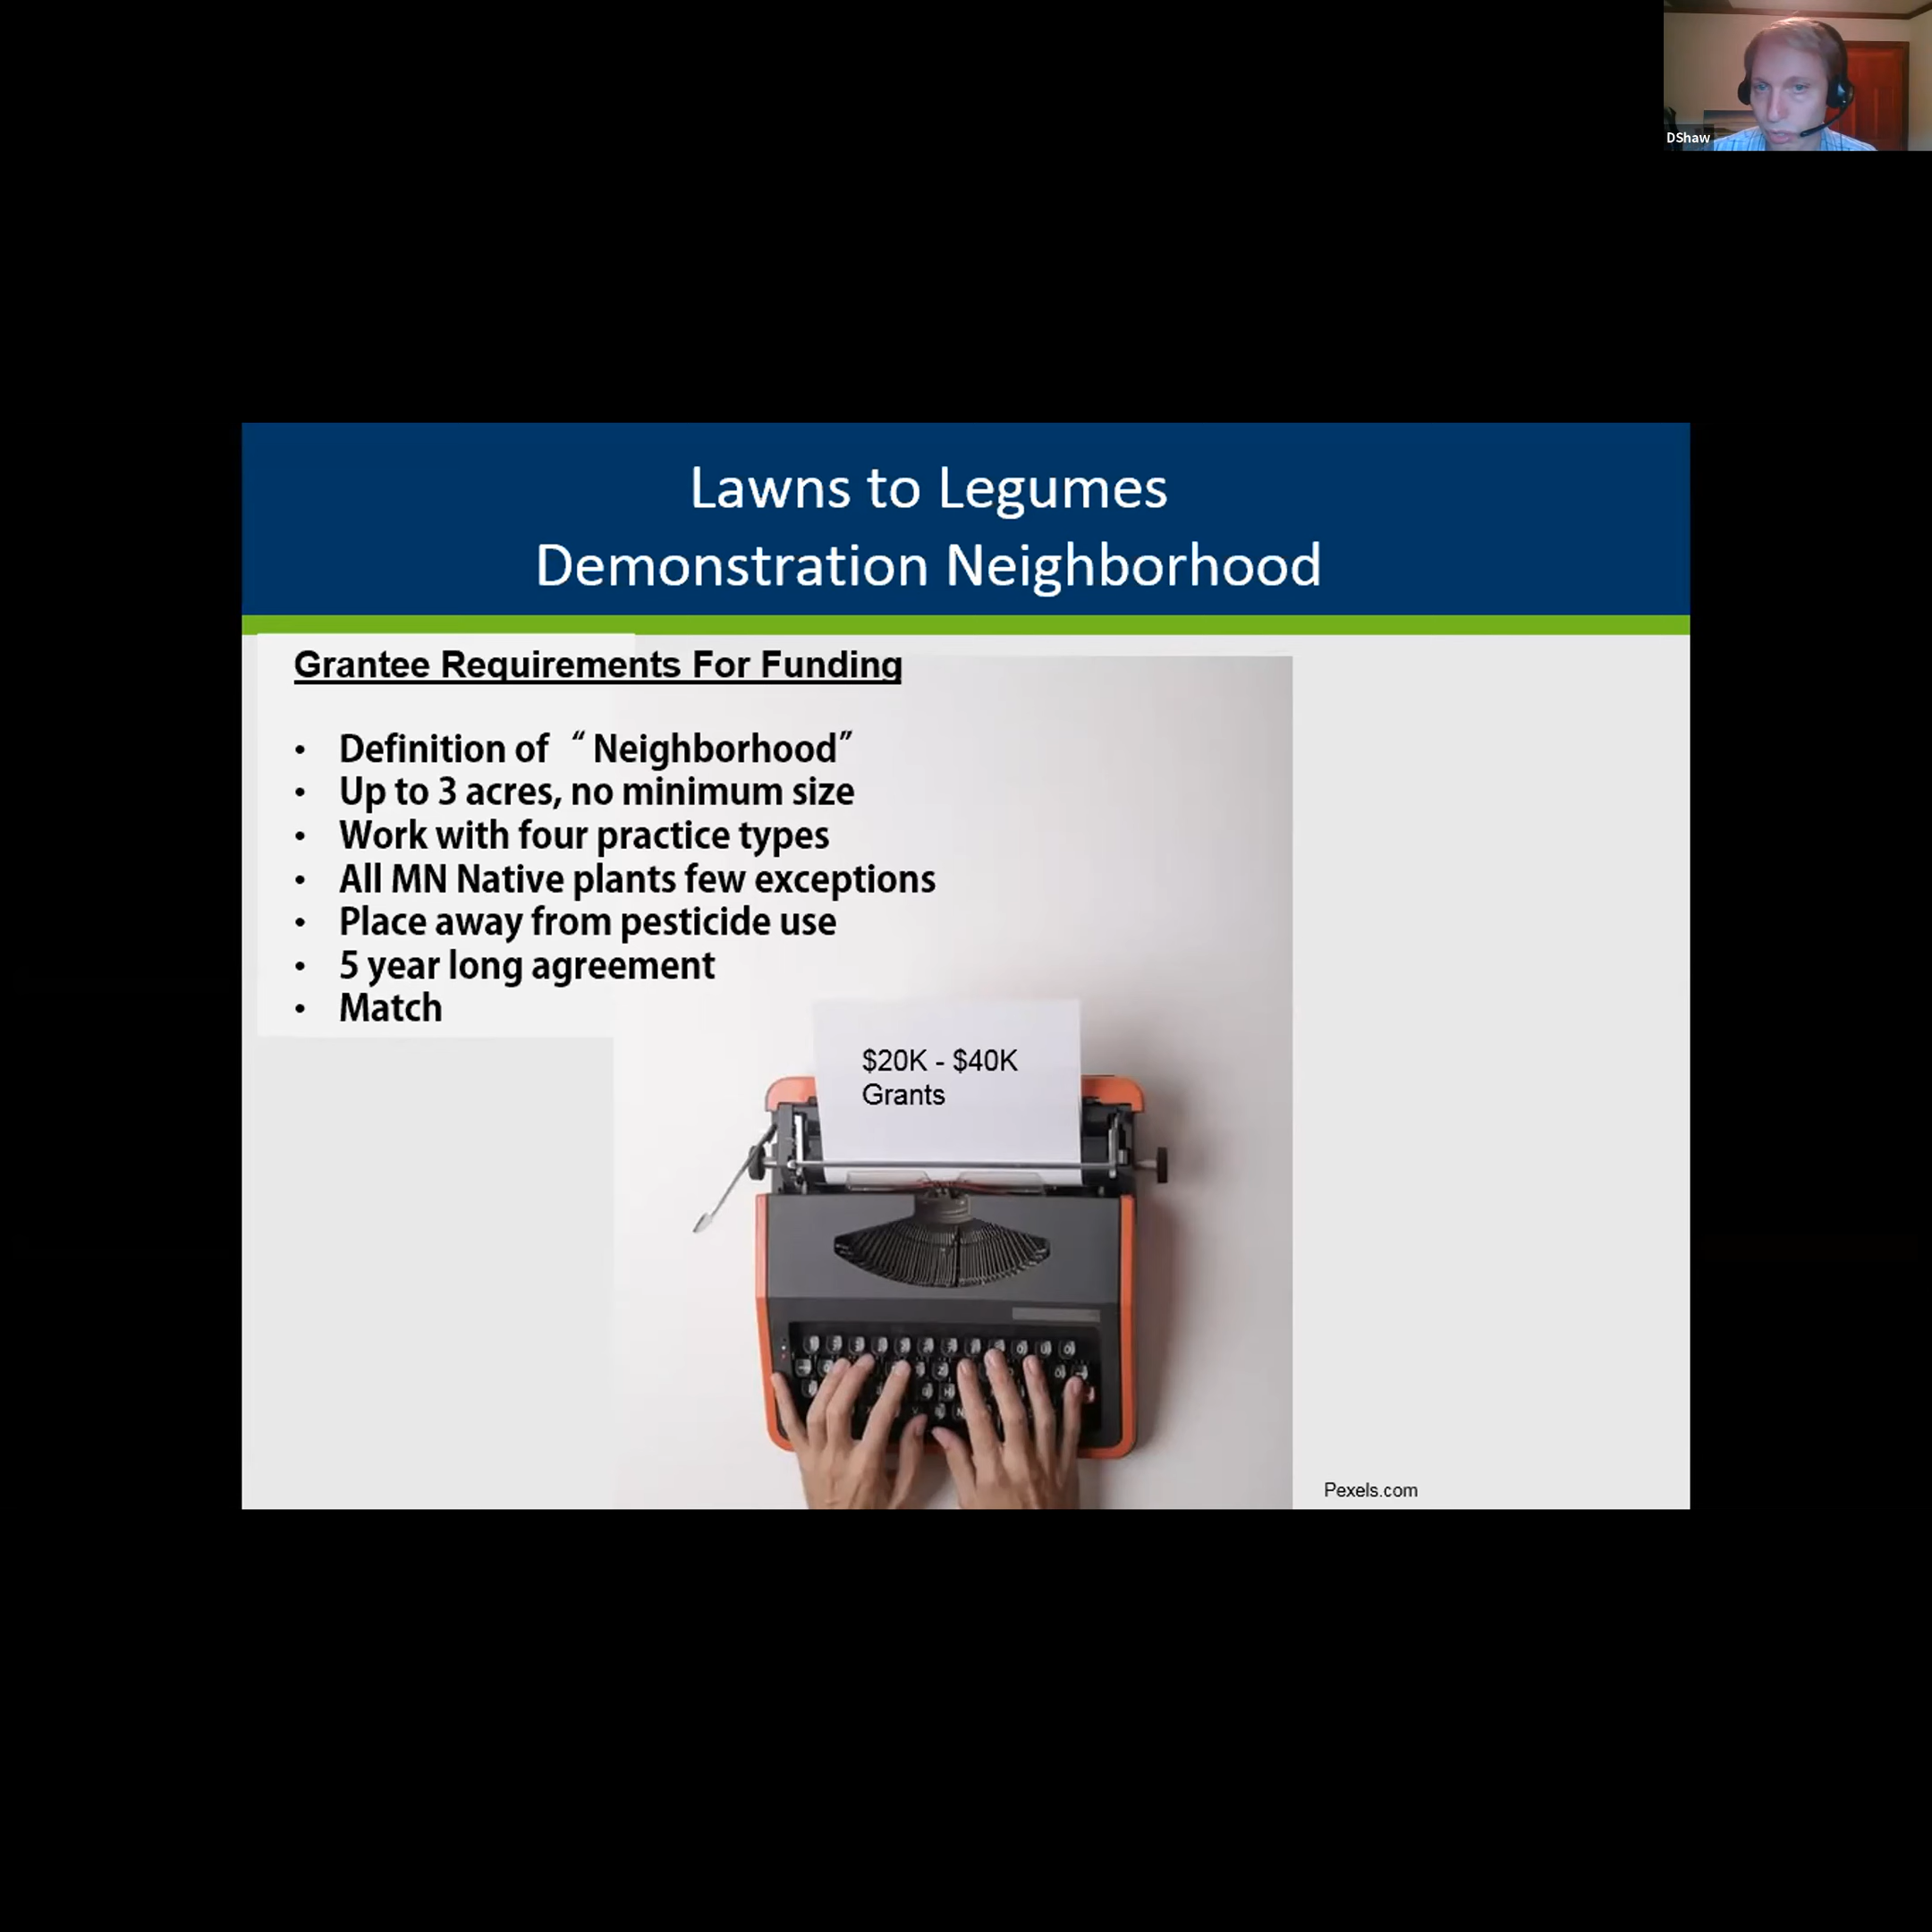 DShaw
Lawns to Legumes
Demonstration Neighborhood
Grantee Requirements For Funding
• Definition of “ Neighborhood”
• Up to 3 acres, no minimum size
• Work with four practice types
• All MN Native plants few exceptions
• Place away from pesticide use
• 5 year long agreement
• Match
$20K - $40K
Grants
Pexels.com